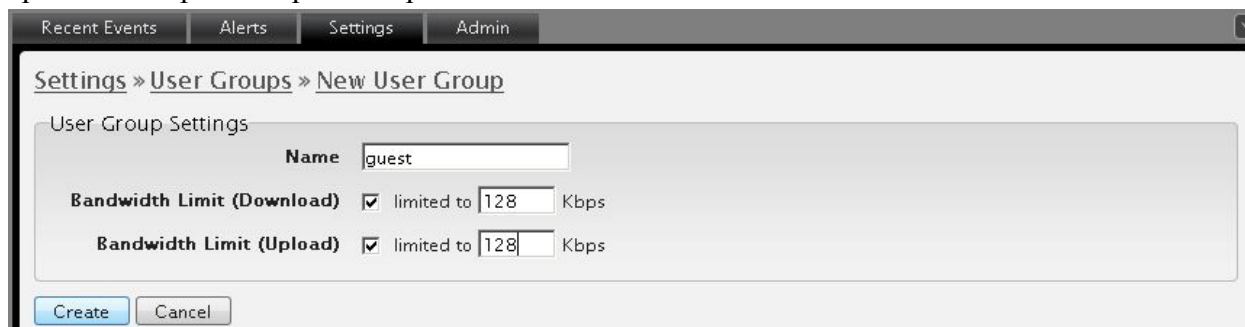 Recent Events Alerts Settings Admin
Settings » User Groups » New User Group
User Group Settings
Name guest
Bandwidth Limit (Download) limited to 128 Kbps
Bandwidth Limit (Upload) limited to 128 Kbps
Create Cancel